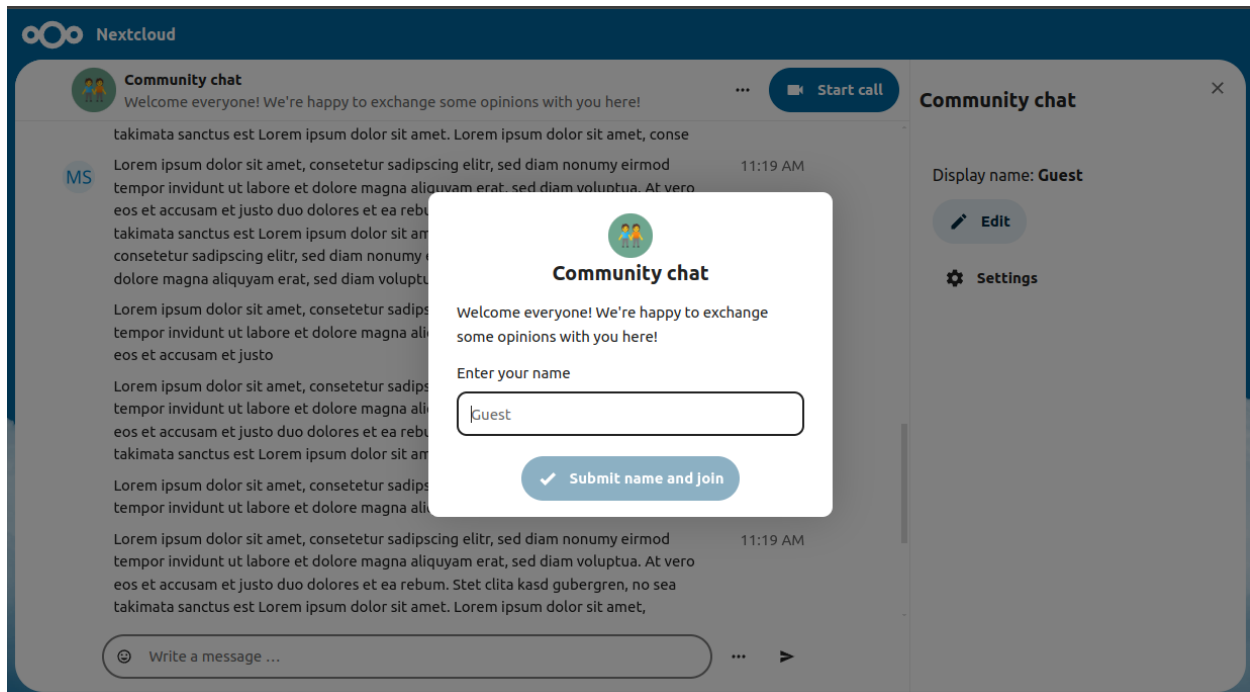 Nextcloud
Community chat
Welcome everyone! We're happy to exchange some opinions with you here!
Start call
takimata sanctus est Lorem ipsum dolor sit amet. Lorem ipsum dolor sit amet, conse
MS
Lorem ipsum dolor sit amet, consetetur sadipscing elitr, sed diam nonumy eirmod
11:19 AM
tempor invidunt ut labore et dolore magna aliquyam erat, sed diam voluptua. At vero
eos et accusam et justo duo dolores et ea rebu
takimata sanctus est Lorem ipsum dolor sit am
consetetur sadipscing elitr, sed diam nonumy
dolore magna aliquyam erat, sed diam voluptu
Lorem ipsum dolor sit amet, consetetur sadips
tempor invidunt ut labore et dolore magna ali
eos et accusam et justo
Lorem ipsum dolor sit amet, consetetur sadips
tempor invidunt ut labore et dolore magna ali
eos et accusam et justo duo dolores et ea rebu
takimata sanctus est Lorem ipsum dolor sit am
Lorem ipsum dolor sit amet, consetetur sadips
tempor invidunt ut labore et dolore magna ali
Lorem ipsum dolor sit amet, consetetur sadipscing elitr, sed diam nonumy eirmod
11:19 AM
tempor invidunt ut labore et dolore magna aliquyam erat, sed diam voluptua. At vero
eos et accusam et justo duo dolores et ea rebum. Stet clita kasd gubergren, no sea
takimata sanctus est Lorem ipsum dolor sit amet. Lorem ipsum dolor sit amet,
Write a message …
Community chat
Welcome everyone! We're happy to exchange
some opinions with you here!
Enter your name
Guest
Submit name and join
Community chat
Display name: Guest
Edit
Settings